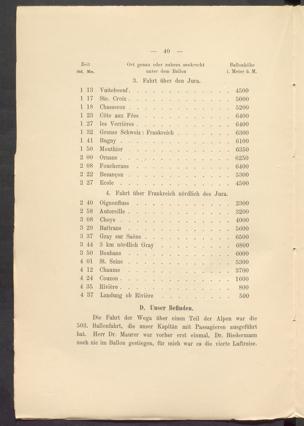 — 40 —
Zeit Ort genau oder nahezu senkrecht Ballonhöhe
Std. Min. unter dem Ballon i. Meter ü. M.
3. Fahrt über den Jura.
1 13 Vuitebœuf . . . . 4500
1 17 Ste. Croix . . . . 5000
1 18 Chasseron . . . . 5200
1 23 Côte aux Fées . . . . 6400
1 27 les Verrières . . . . 6400
1 32 Grenze Schweiz : Frankreich . . . . 6300
1 41 Bugny . . . . 6100
1 50 Monthier . . . . 6350
2 00 Ornans . . . . 6250
2 08 Foucherans . . . . 6400
2 22 Besançon . . . . 5300
2 27 Ecole . . . . 4500
4. Fahrt über Frankreich nördlich des Jura.
2 40 Oignonfluss . . . . 2300
2 58 Autoreille . . . . 3200
3 08 Choye . . . . 4000
3 20 Battrans . . . . 5600
3 37 Gray sur Saône . . . . 6500
3 44 3 km nördlich Gray . . . . 6800
3 50 Bouhans . . . . 6000
4 01 St. Seine . . . . 5300
4 12 Chaume . . . . 2700
4 24 Couzon . . . . 1600
4 35 Rivière . . . . 800
4 37 Landung ob Rivière . . . . 500
D. Unser Befinden.
Die Fahrt der Wega über einen Teil der Alpen war die
503. Ballonfahrt, die unser Kapitän mit Passagieren ausgeführt
hat. Herr Dr. Maurer war vorher erst einmal, Dr. Biedermann
noch nie im Ballon gestiegen, für mich war es die vierte Luftreise.